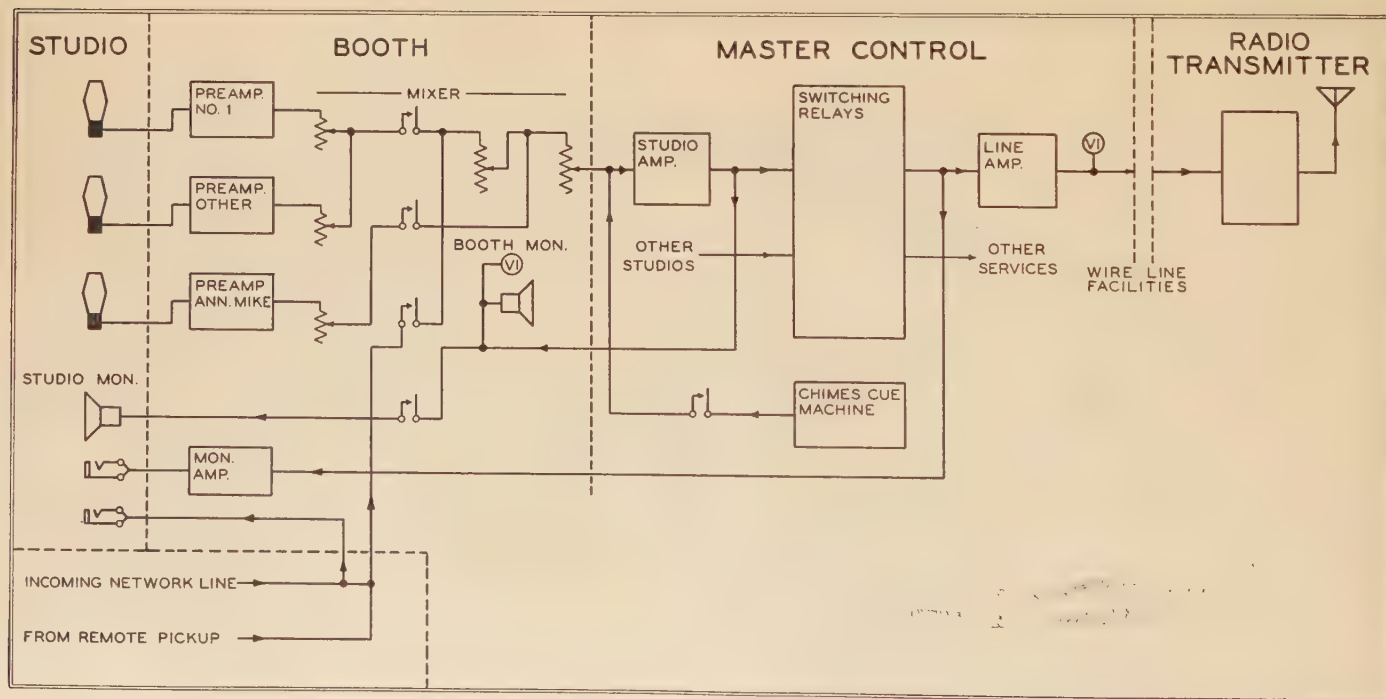 STUDIO
BOOTH
MASTER CONTROL
RADIO
TRANSMITTER
PREAMP.
NO. 1
MIXER
SWITCHING
RELAYS
STUDIO
AMP.
LINE
AMP.
VI
PREAMP.
OTHER
BOOTH MON.
VI
OTHER
STUDIOS
OTHER
SERVICES
WIRE LINE
FACILITIES
PREAMP
ANN. MIKE
STUDIO MON.
CHIMES CUE
MACHINE
MON.
AMP.
INCOMING NETWORK LINE
FROM REMOTE PICKUP